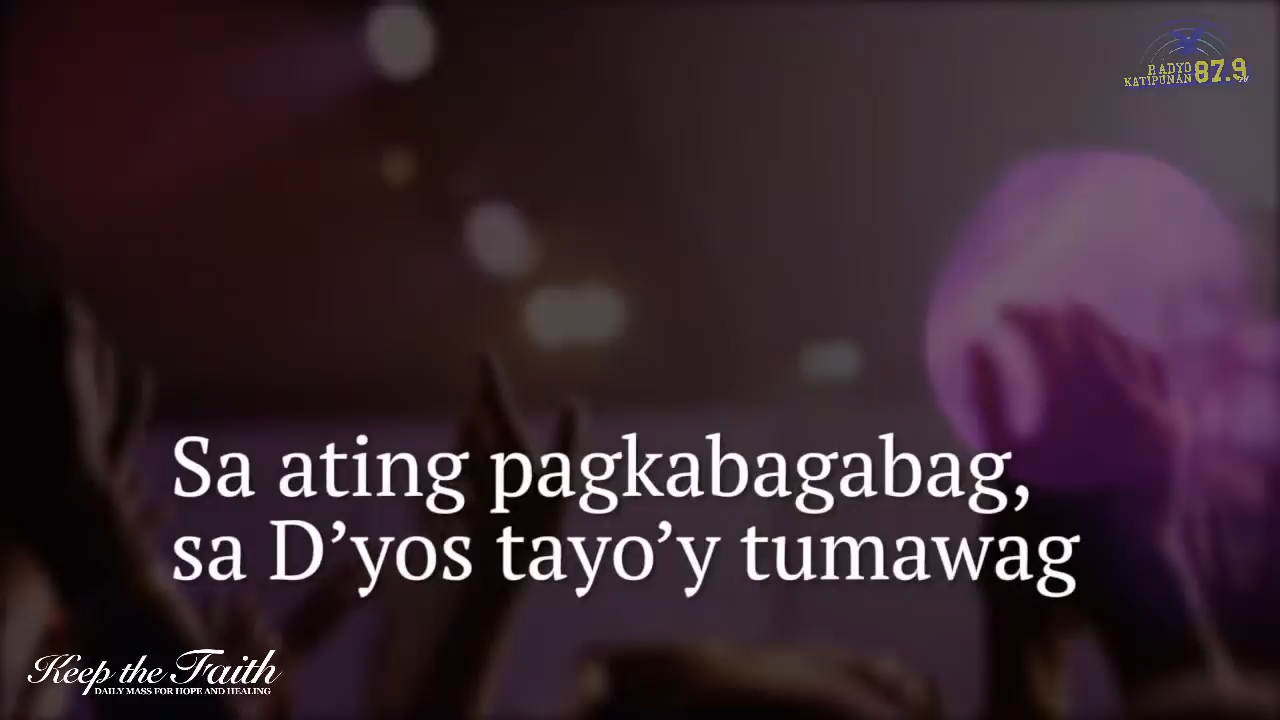 RADYO
KATIPUNAN 87.9
FM
Sa ating pagkabagabag,
sa D’yos tayo’y tumawag
Keep the Faith
DAILY MASS FOR HOPE AND HEALING